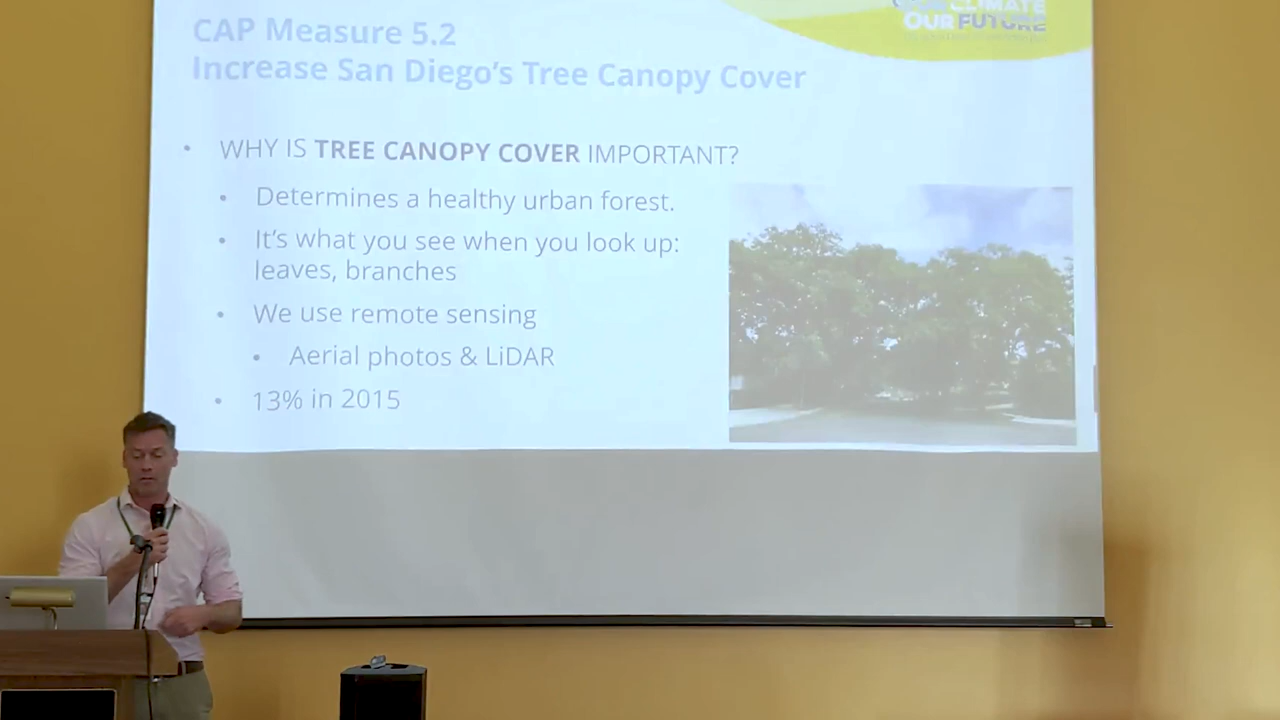 OUR CLIMATE
OUR FUTURE
CAP Measure 5.2
Increase San Diego's Tree Canopy Cover
• WHY IS TREE CANOPY COVER IMPORTANT?
• Determines a healthy urban forest.
• It's what you see when you look up:
leaves, branches
• We use remote sensing
• Aerial photos & LiDAR
• 13% in 2015